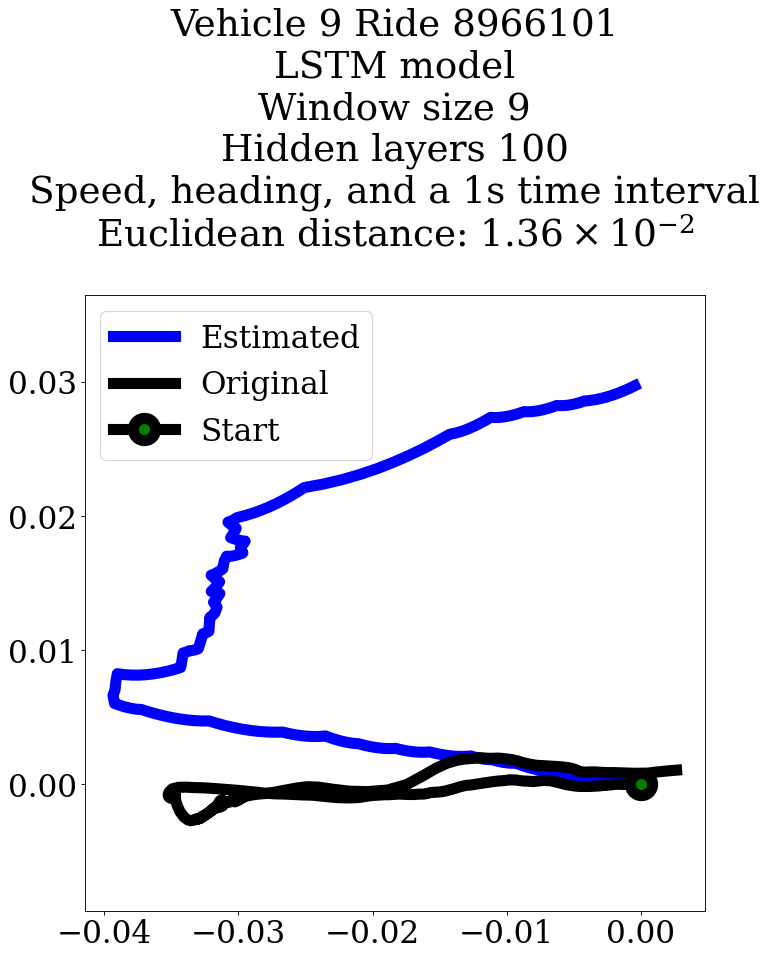 Vehicle 9 Ride 8966101
LSTM model
Window size 9
Hidden layers 100
Speed, heading, and a 1s time interval
Euclidean distance: 1.36 × 10⁻²
Estimated
Original
Start
0.03
0.02
0.01
0.00
−0.04 −0.03 −0.02 −0.01 0.00